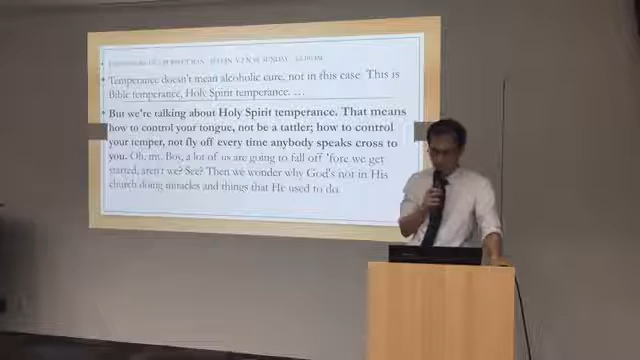 Temperance doesn't mean alcoholic cure, not in this case This is
Bible temperance, Holy Spirit temperance. …
But we're talking about Holy Spirit temperance. That means
how to control your tongue, not be a tattler; how to control
your temper, not fly off every time anybody speaks cross to
you. Oh, my. Boy, a lot of us are going to fall off 'fore we get
started, aren't we? See? Then we wonder why God's not in His
church doing miracles and things that He used to do.